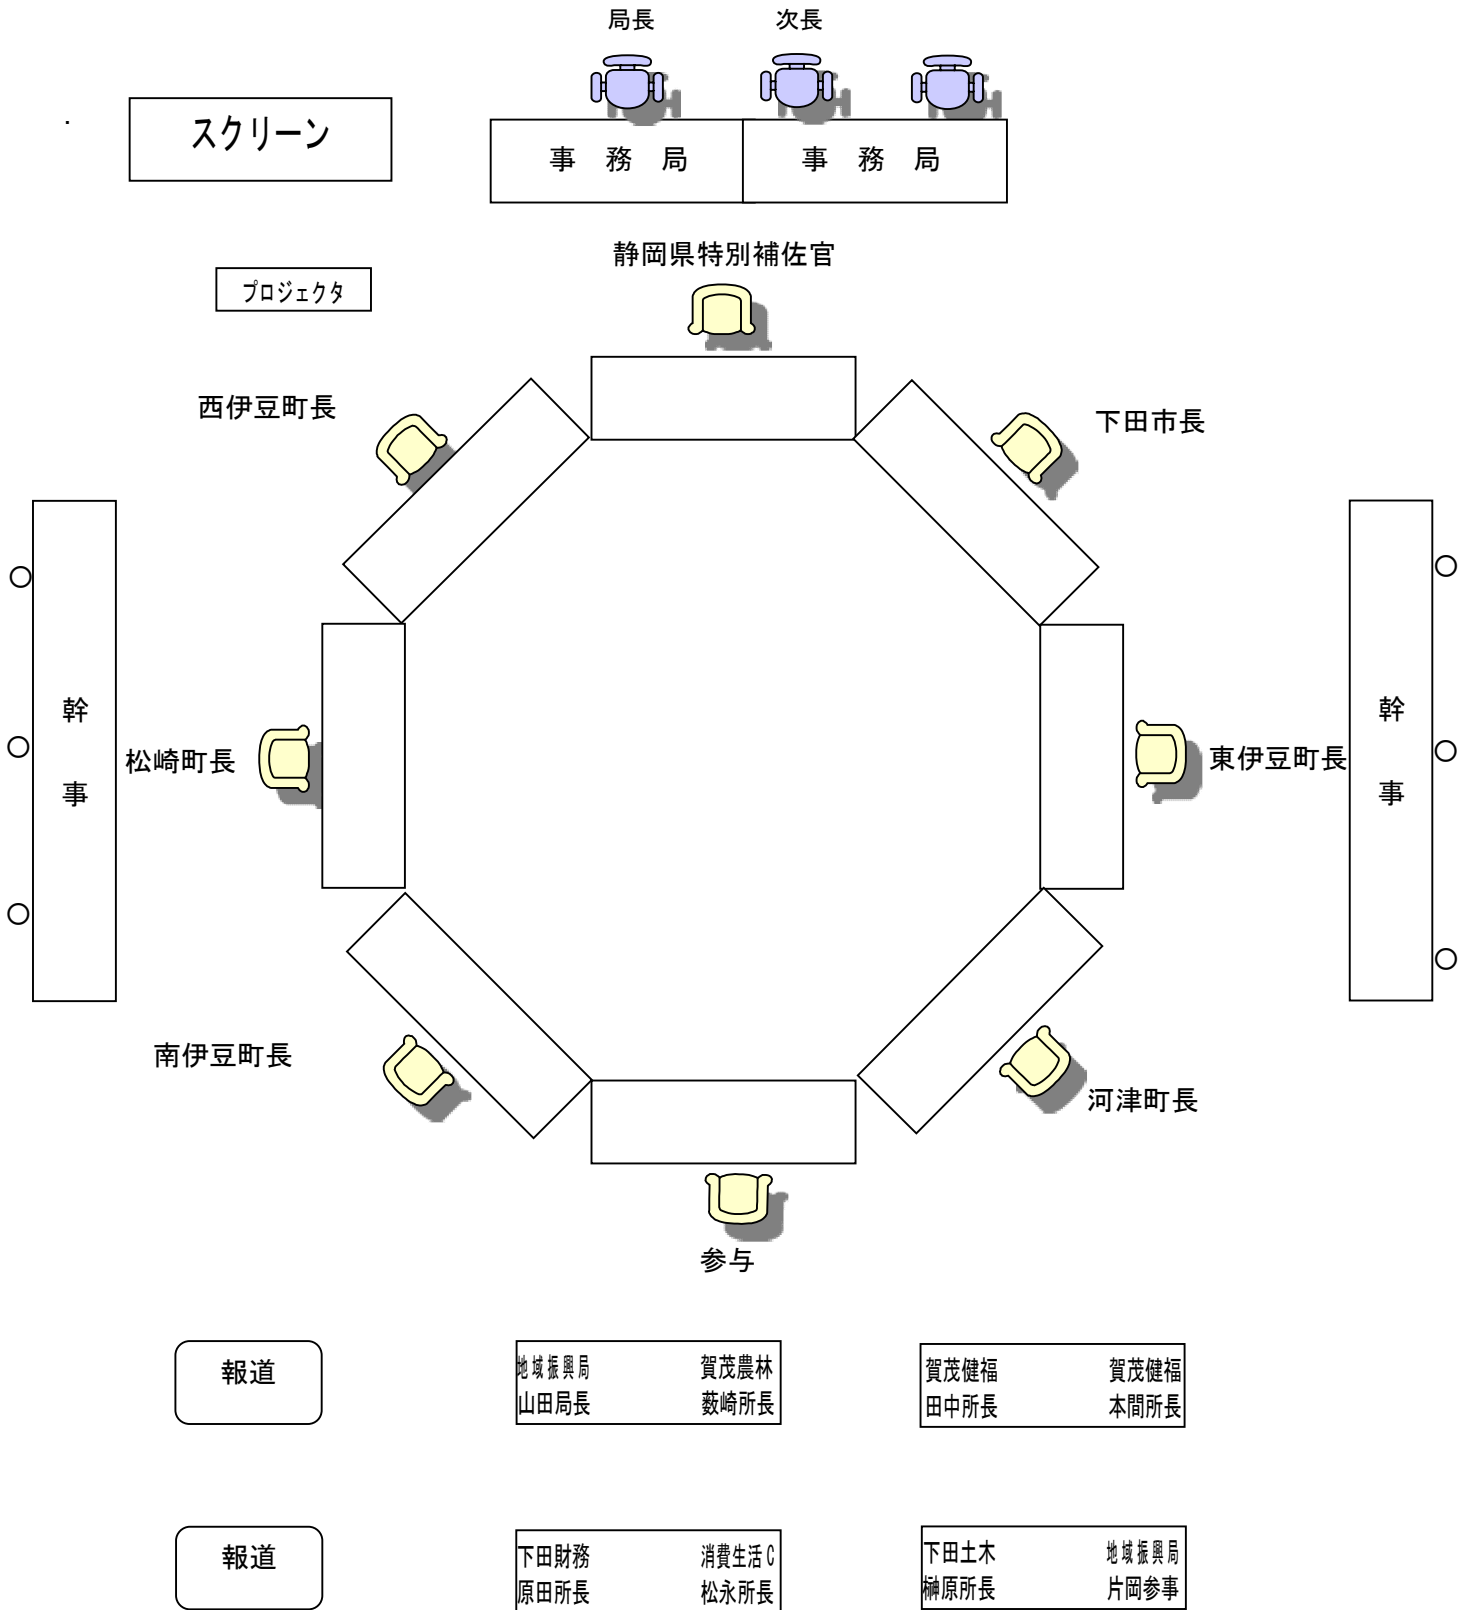 局長
次長
スクリーン
事 務 局
事 務 局
静岡県特別補佐官
プロジェクタ
西伊豆町長
下田市長
幹
事
松崎町長
東伊豆町長
幹
事
南伊豆町長
河津町長
参与
報道
地域振興局 賀茂農林
山田局長 薮崎所長
賀茂健福 賀茂健福
田中所長 本間所長
報道
下田財務 消費生活C
原田所長 松永所長
下田土木 地域振興局
榊原所長 片岡参事